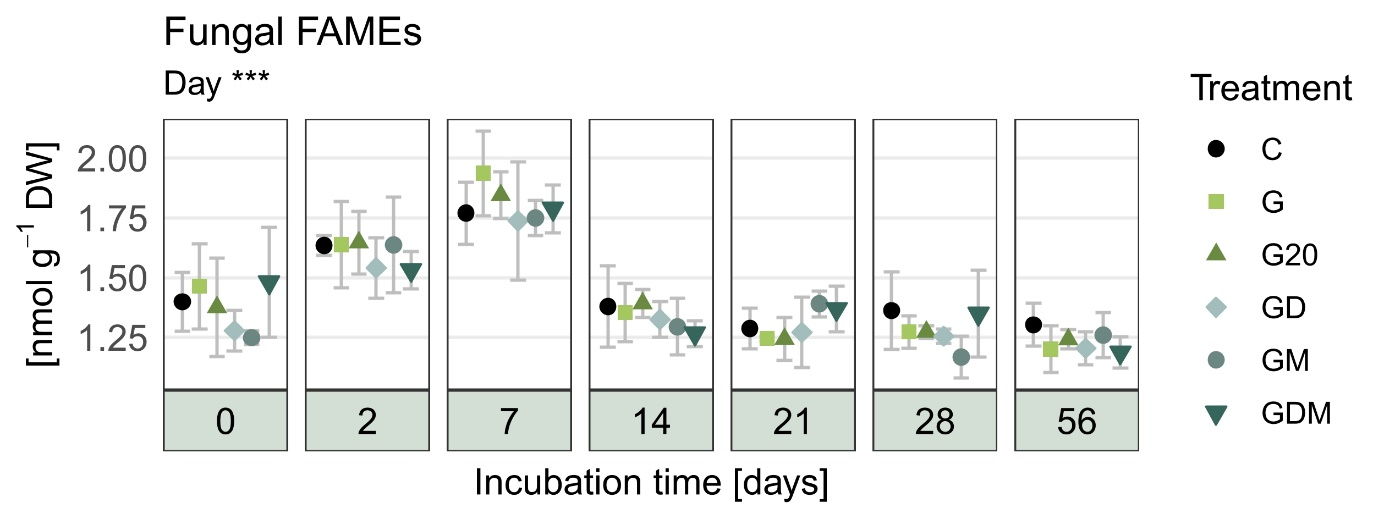 Fungal FAMEs
Day ***
Treatment
C
G
G20
GD
GM
GDM
[nmol g⁻¹ DW]
2.00
1.75
1.50
1.25
0 2 7 14 21 28 56
Incubation time [days]